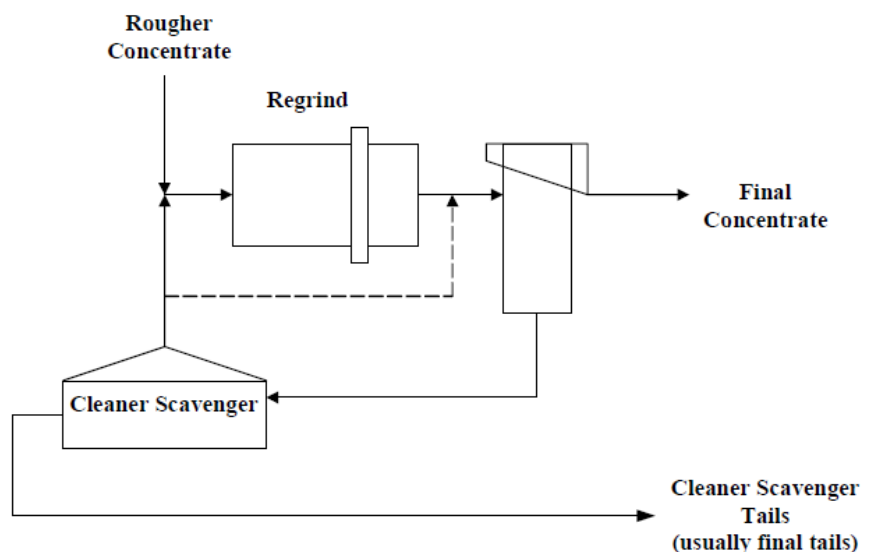 Rougher
Concentrate
Regrind
Final
Concentrate
Cleaner Scavenger
Cleaner Scavenger
Tails
(usually final tails)